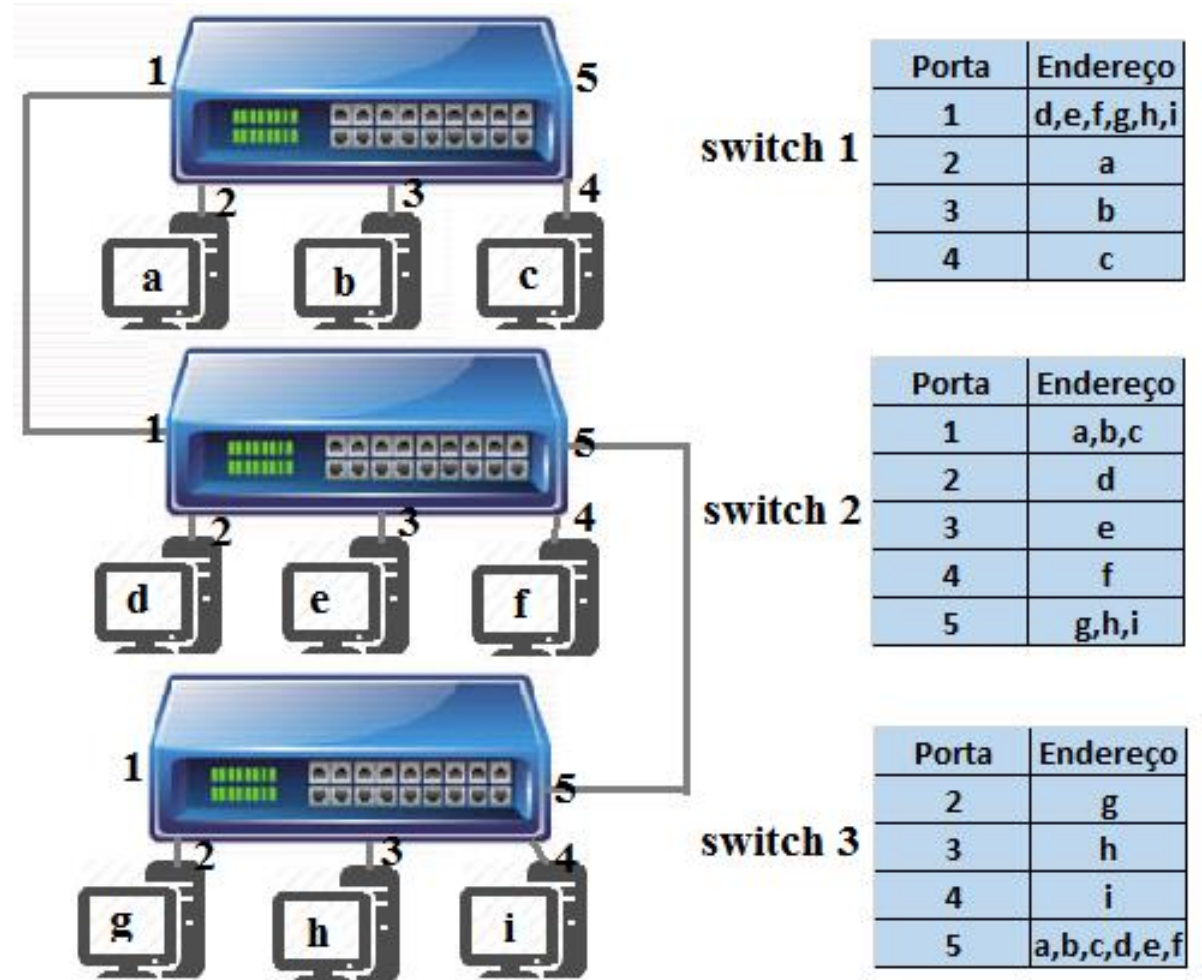 1
5
2
3
4
a
b
c
switch 1
Porta Endereço
1 d,e,f,g,h,i
2 a
3 b
4 c
1
5
2
3
4
d
e
f
switch 2
Porta Endereço
1 a,b,c
2 d
3 e
4 f
5 g,h,i
1
5
2
3
4
g
h
i
switch 3
Porta Endereço
2 g
3 h
4 i
5 a,b,c,d,e,f